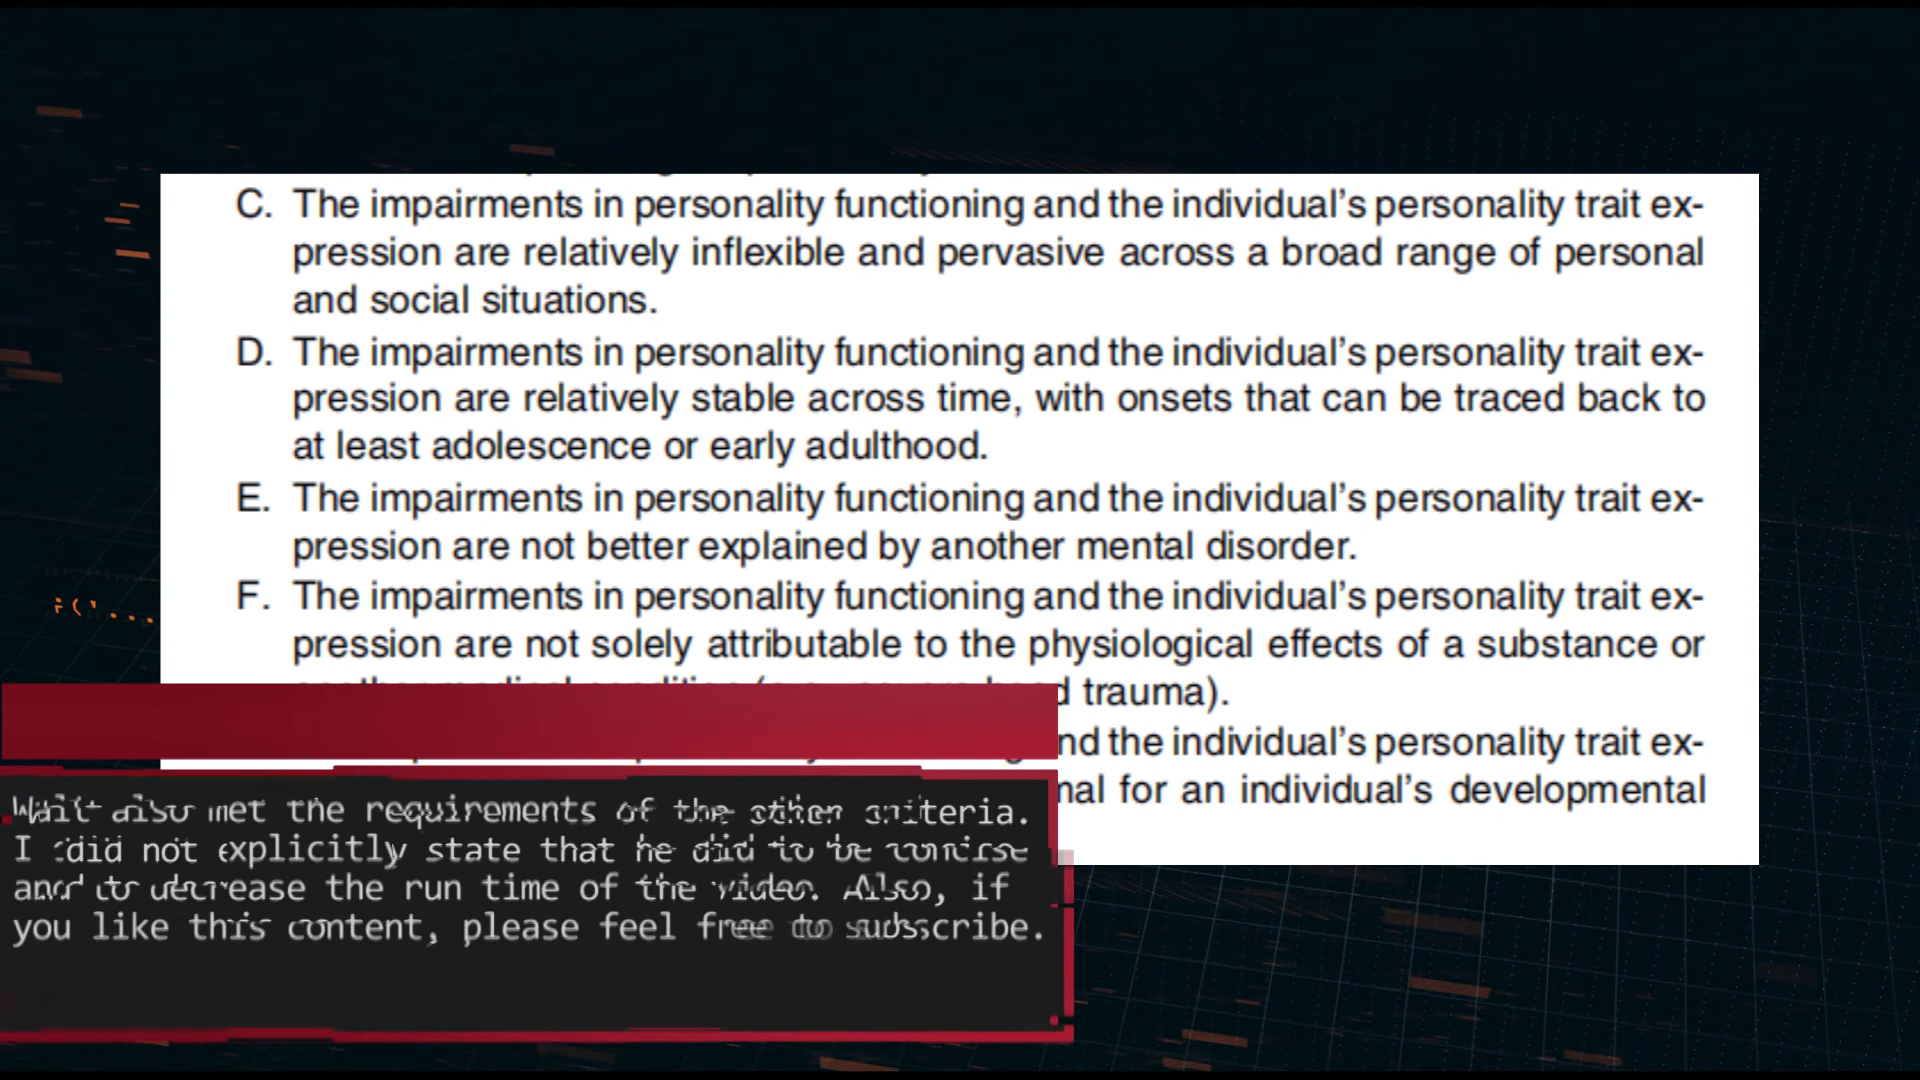 C. The impairments in personality functioning and the individual's personality trait ex-
pression are relatively inflexible and pervasive across a broad range of personal
and social situations.
D. The impairments in personality functioning and the individual's personality trait ex-
pression are relatively stable across time, with onsets that can be traced back to
at least adolescence or early adulthood.
E. The impairments in personality functioning and the individual's personality trait ex-
pression are not better explained by another mental disorder.
F. The impairments in personality functioning and the individual's personality trait ex-
pression are not solely attributable to the physiological effects of a substance or
trauma).
the individual's personality trait ex-
for an individual's developmental
Wait also met the requirements of the other criteria.
I did not explicitly state that he did to be concise
and to decrease the run time of the video. Also, if
you like this content, please feel free to subscribe.